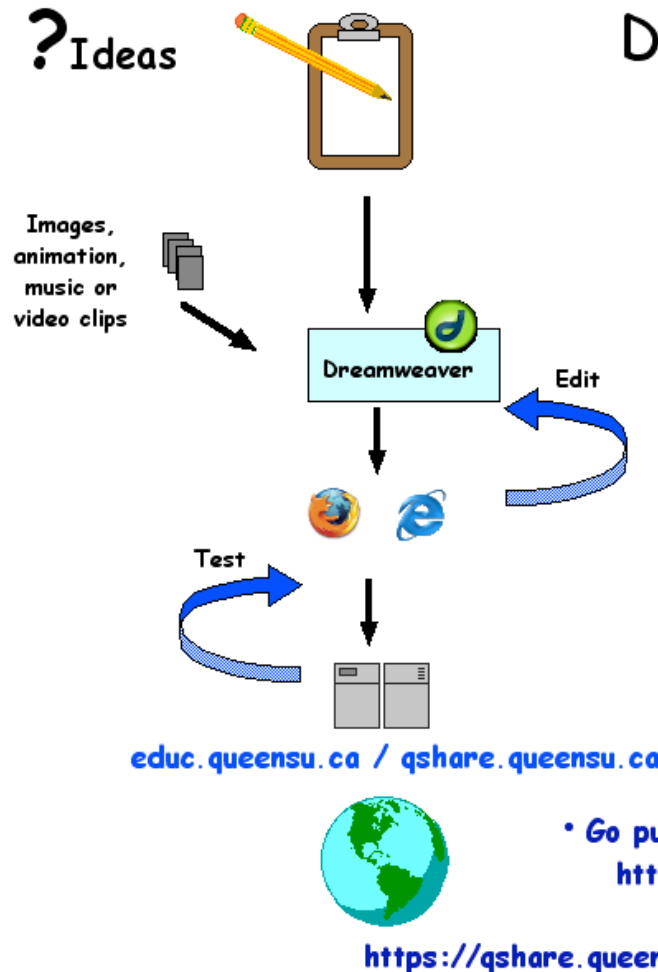 ? Ideas
D
Images,
animation,
music or
video clips
Dreamweaver
Edit
Test
educ.queensu.ca / qshare.queensu.ca
• Go pu
htt
https://qshare.queen